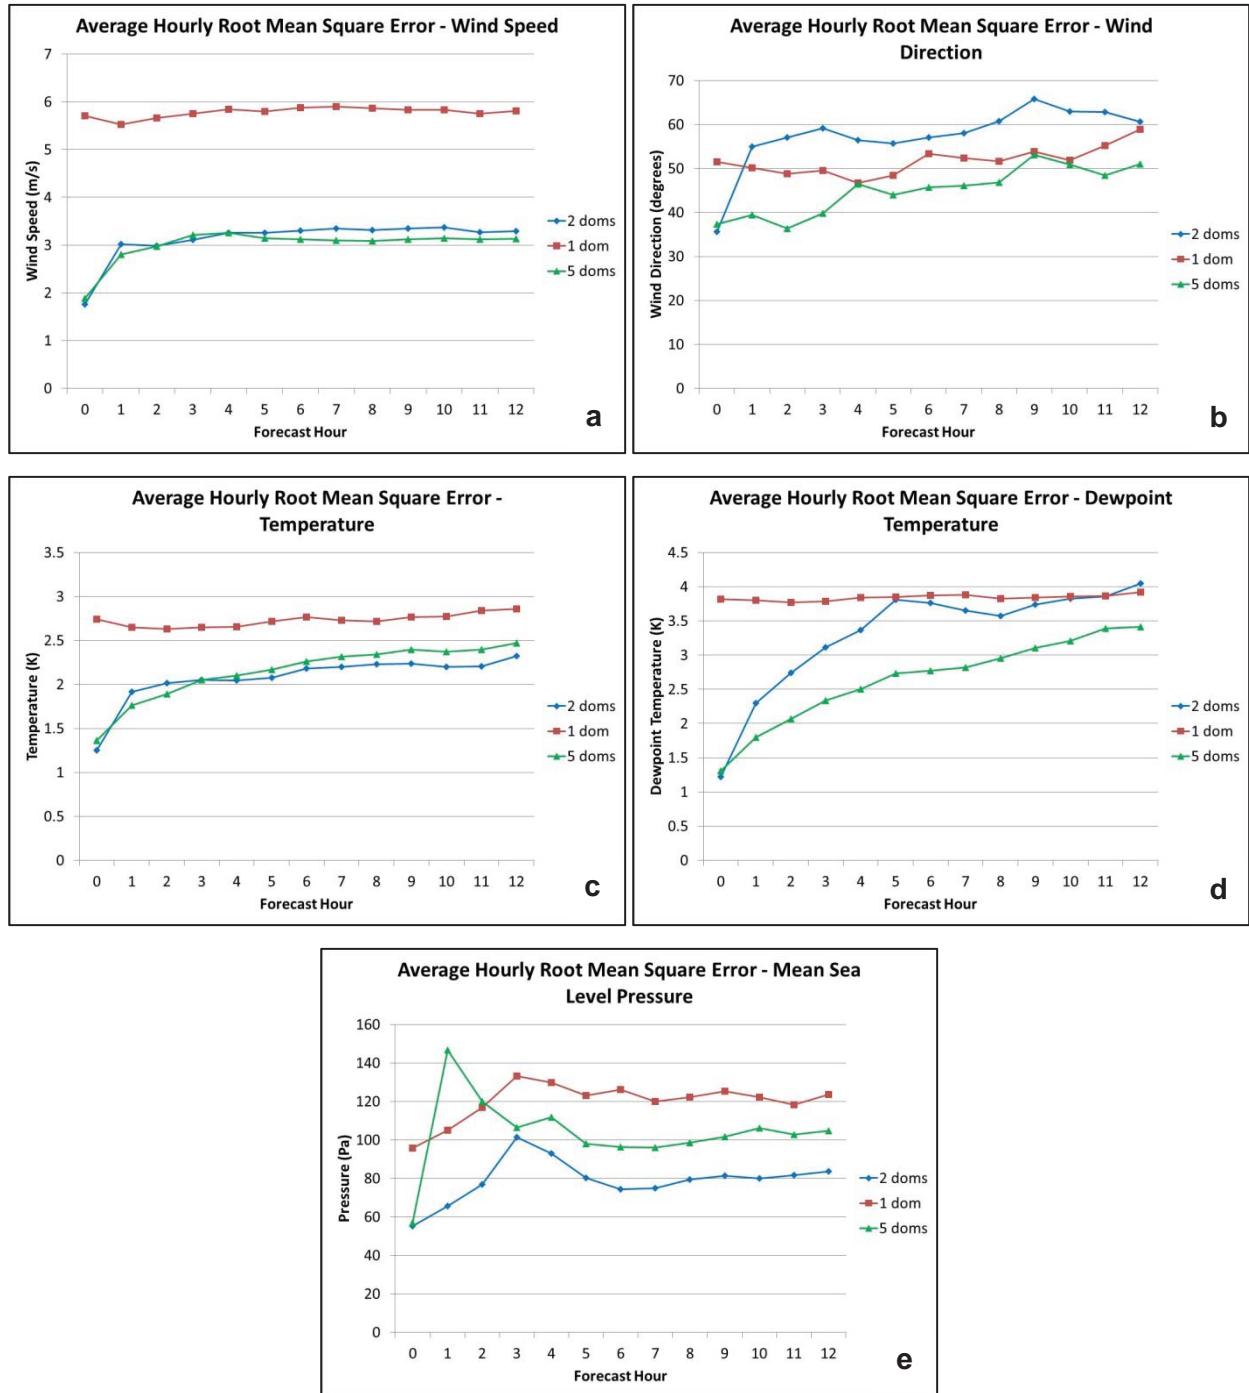 Average Hourly Root Mean Square Error - Wind Speed
7
6
5
4
3
2
1
0
Wind Speed (m/s)
0 1 2 3 4 5 6 7 8 9 10 11 12
Forecast Hour
2 doms
1 dom
5 doms
a
Average Hourly Root Mean Square Error - Wind
Direction
70
60
50
40
30
20
10
0
Wind Direction (degrees)
0 1 2 3 4 5 6 7 8 9 10 11 12
Forecast Hour
2 doms
1 dom
5 doms
b
Average Hourly Root Mean Square Error -
Temperature
3.5
3
2.5
2
1.5
1
0.5
0
Temperature (K)
0 1 2 3 4 5 6 7 8 9 10 11 12
Forecast Hour
2 doms
1 dom
5 doms
c
Average Hourly Root Mean Square Error - Dewpoint
Temperature
4.5
4
3.5
3
2.5
2
1.5
1
0.5
0
Dewpoint Temperature (K)
0 1 2 3 4 5 6 7 8 9 10 11 12
Forecast Hour
2 doms
1 dom
5 doms
d
Average Hourly Root Mean Square Error - Mean Sea
Level Pressure
160
140
120
100
80
60
40
20
0
Pressure (Pa)
0 1 2 3 4 5 6 7 8 9 10 11 12
Forecast Hour
2 doms
1 dom
5 doms
e